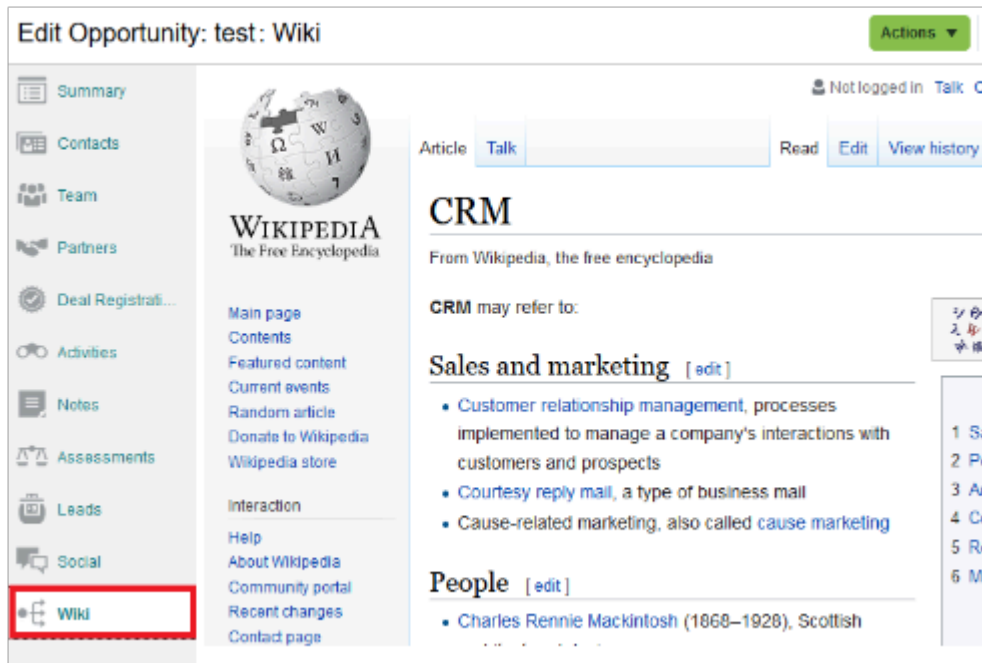 Edit Opportunity: test : Wiki
Actions
Summary
Contacts
Team
Partners
Deal Registrati...
Activities
Notes
Assessments
Leads
Social
Wiki
WIKIPEDIA
The Free Encyclopedia
Main page
Contents
Featured content
Current events
Random article
Donate to Wikipedia
Wikipedia store
Interaction
Help
About Wikipedia
Community portal
Recent changes
Contact page
Not logged in Talk
Article Talk
Read Edit View history
CRM
From Wikipedia, the free encyclopedia
CRM may refer to:
Sales and marketing [ edit ]
• Customer relationship management, processes
implemented to manage a company's interactions with
customers and prospects
• Courtesy reply mail, a type of business mail
• Cause-related marketing, also called cause marketing
People [ edit ]
• Charles Rennie Mackintosh (1868–1928), Scottish
1
2
3
4
5
6